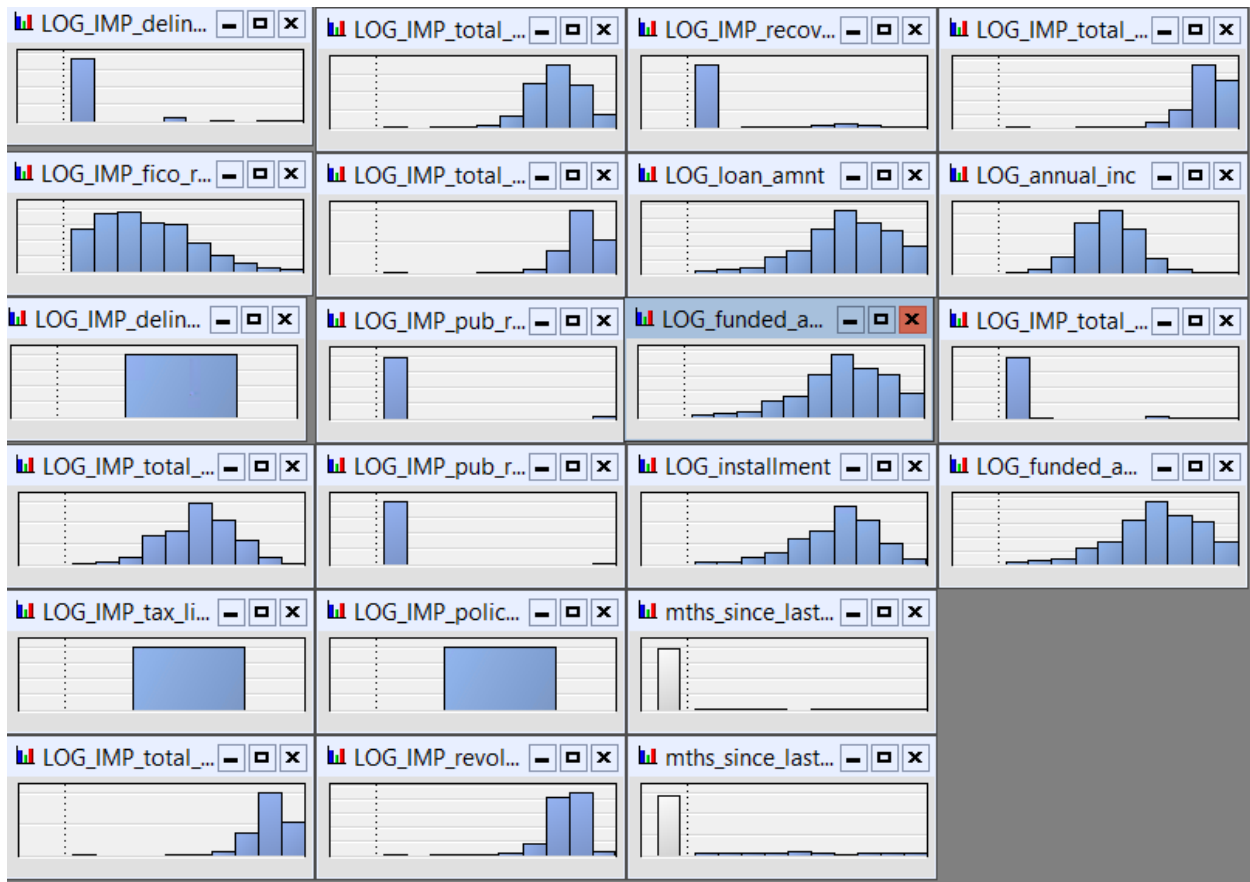 LOG_IMP_delin...
LOG_IMP_total_...
LOG_IMP_recov...
LOG_IMP_total_...
LOG_IMP_fico_r...
LOG_IMP_total_...
LOG_loan_amnt
LOG_annual_inc
LOG_IMP_delin...
LOG_IMP_pub_r...
LOG_funded_a...
LOG_IMP_total_...
LOG_IMP_total_...
LOG_IMP_pub_r...
LOG_installment
LOG_funded_a...
LOG_IMP_tax_li...
LOG_IMP_polic...
mths_since_last...
LOG_IMP_total_...
LOG_IMP_revol...
mths_since_last...